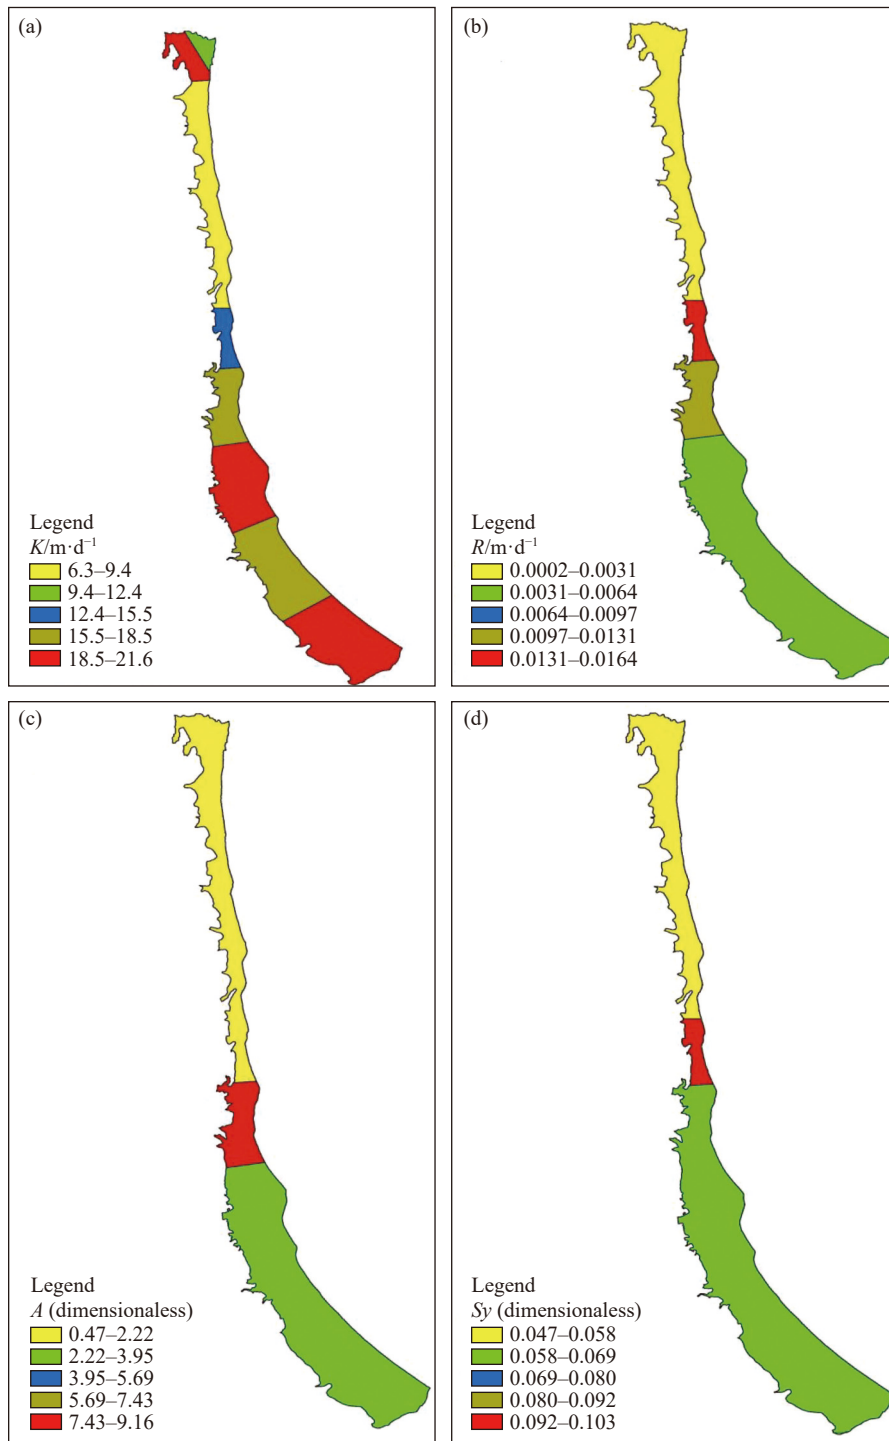 (a)
Legend
K/m·d⁻¹
6.3–9.4
9.4–12.4
12.4–15.5
15.5–18.5
18.5–21.6
(b)
Legend
R/m·d⁻¹
0.0002–0.0031
0.0031–0.0064
0.0064–0.0097
0.0097–0.0131
0.0131–0.0164
(c)
Legend
A (dimensionaless)
0.47–2.22
2.22–3.95
3.95–5.69
5.69–7.43
7.43–9.16
(d)
Legend
Sy (dimensionaless)
0.047–0.058
0.058–0.069
0.069–0.080
0.080–0.092
0.092–0.103